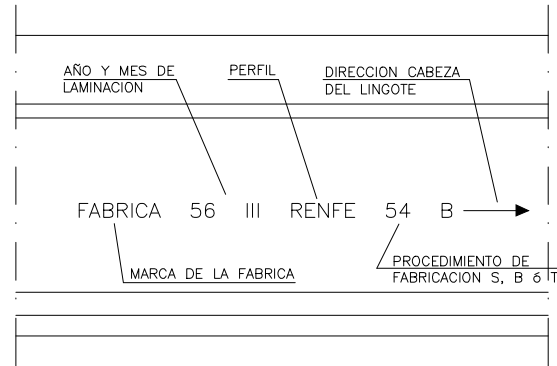 AÑO Y MES DE
LAMINACION
PERFIL
DIRECCION CABEZA
DEL LINGOTE
FABRICA 56 III RENFE 54 B
MARCA DE LA FABRICA
PROCEDIMIENTO DE
FABRICACION S, B ó T